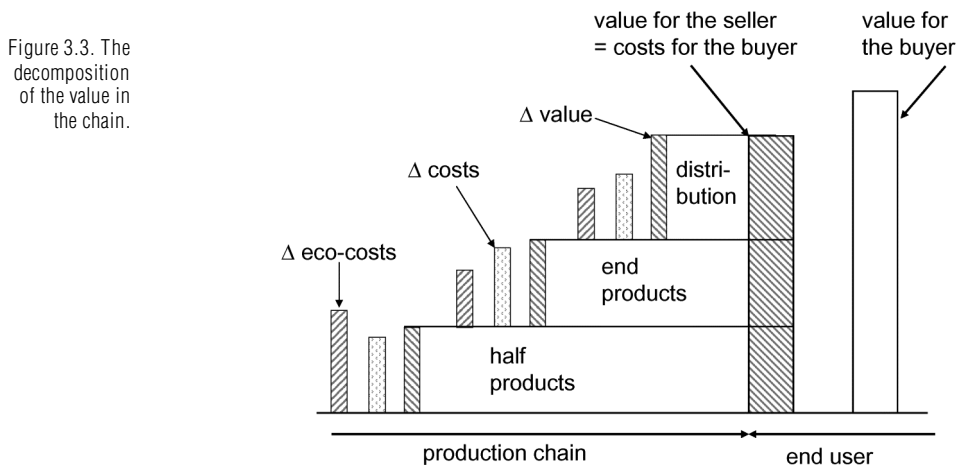 Figure 3.3. The
decomposition
of the value in
the chain.
value for the seller
= costs for the buyer
value for
the buyer
Δ value
distri-
bution
Δ costs
Δ eco-costs
end
products
half
products
production chain
end user